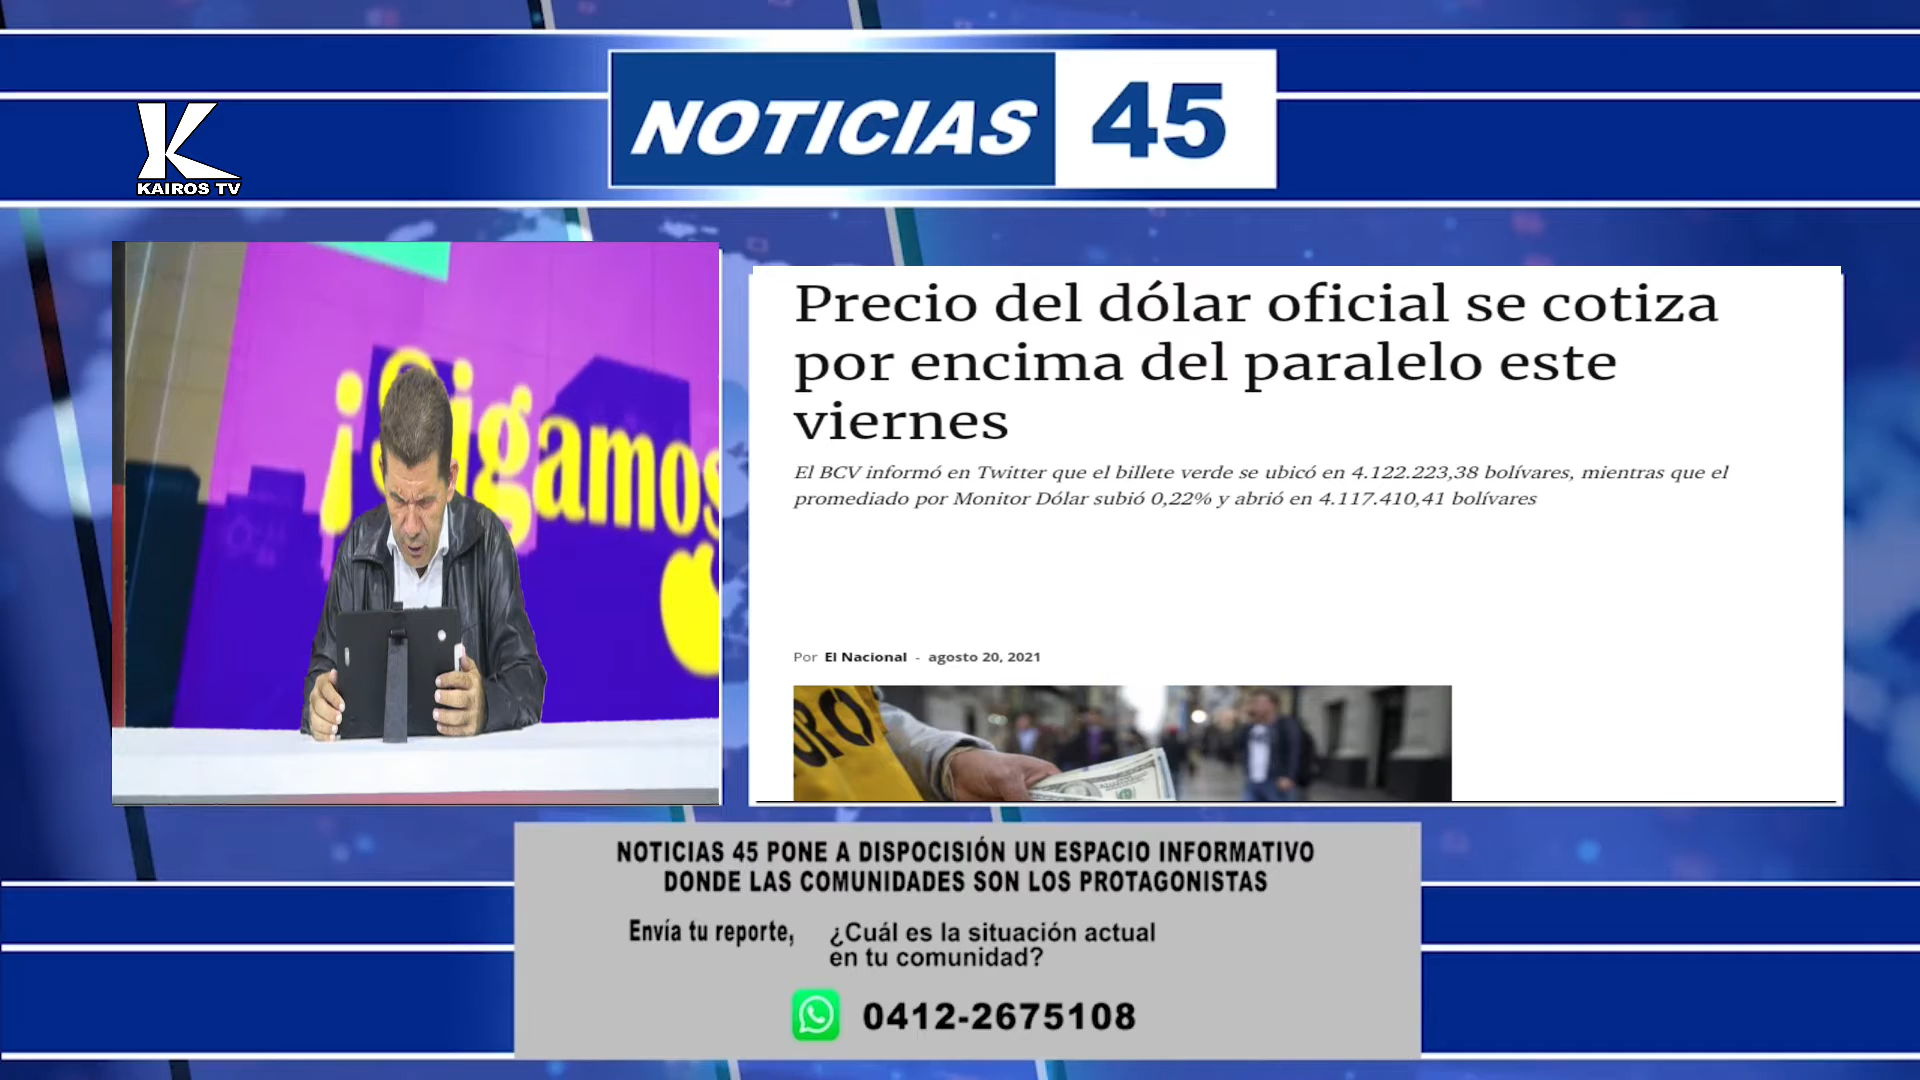 NOTICIAS 45
KAIROS TV
¡Sigamos
Precio del dólar oficial se cotiza
por encima del paralelo este
viernes
El BCV informó en Twitter que el billete verde se ubicó en 4.122.223,38 bolívares, mientras que el
promediado por Monitor Dólar subió 0,22% y abrió en 4.117.410,41 bolívares
Por El Nacional - agosto 20, 2021
NOTICIAS 45 PONE A DISPOCISIÓN UN ESPACIO INFORMATIVO
DONDE LAS COMUNIDADES SON LOS PROTAGONISTAS
Envía tu reporte, ¿Cuál es la situación actual
en tu comunidad?
0412-2675108